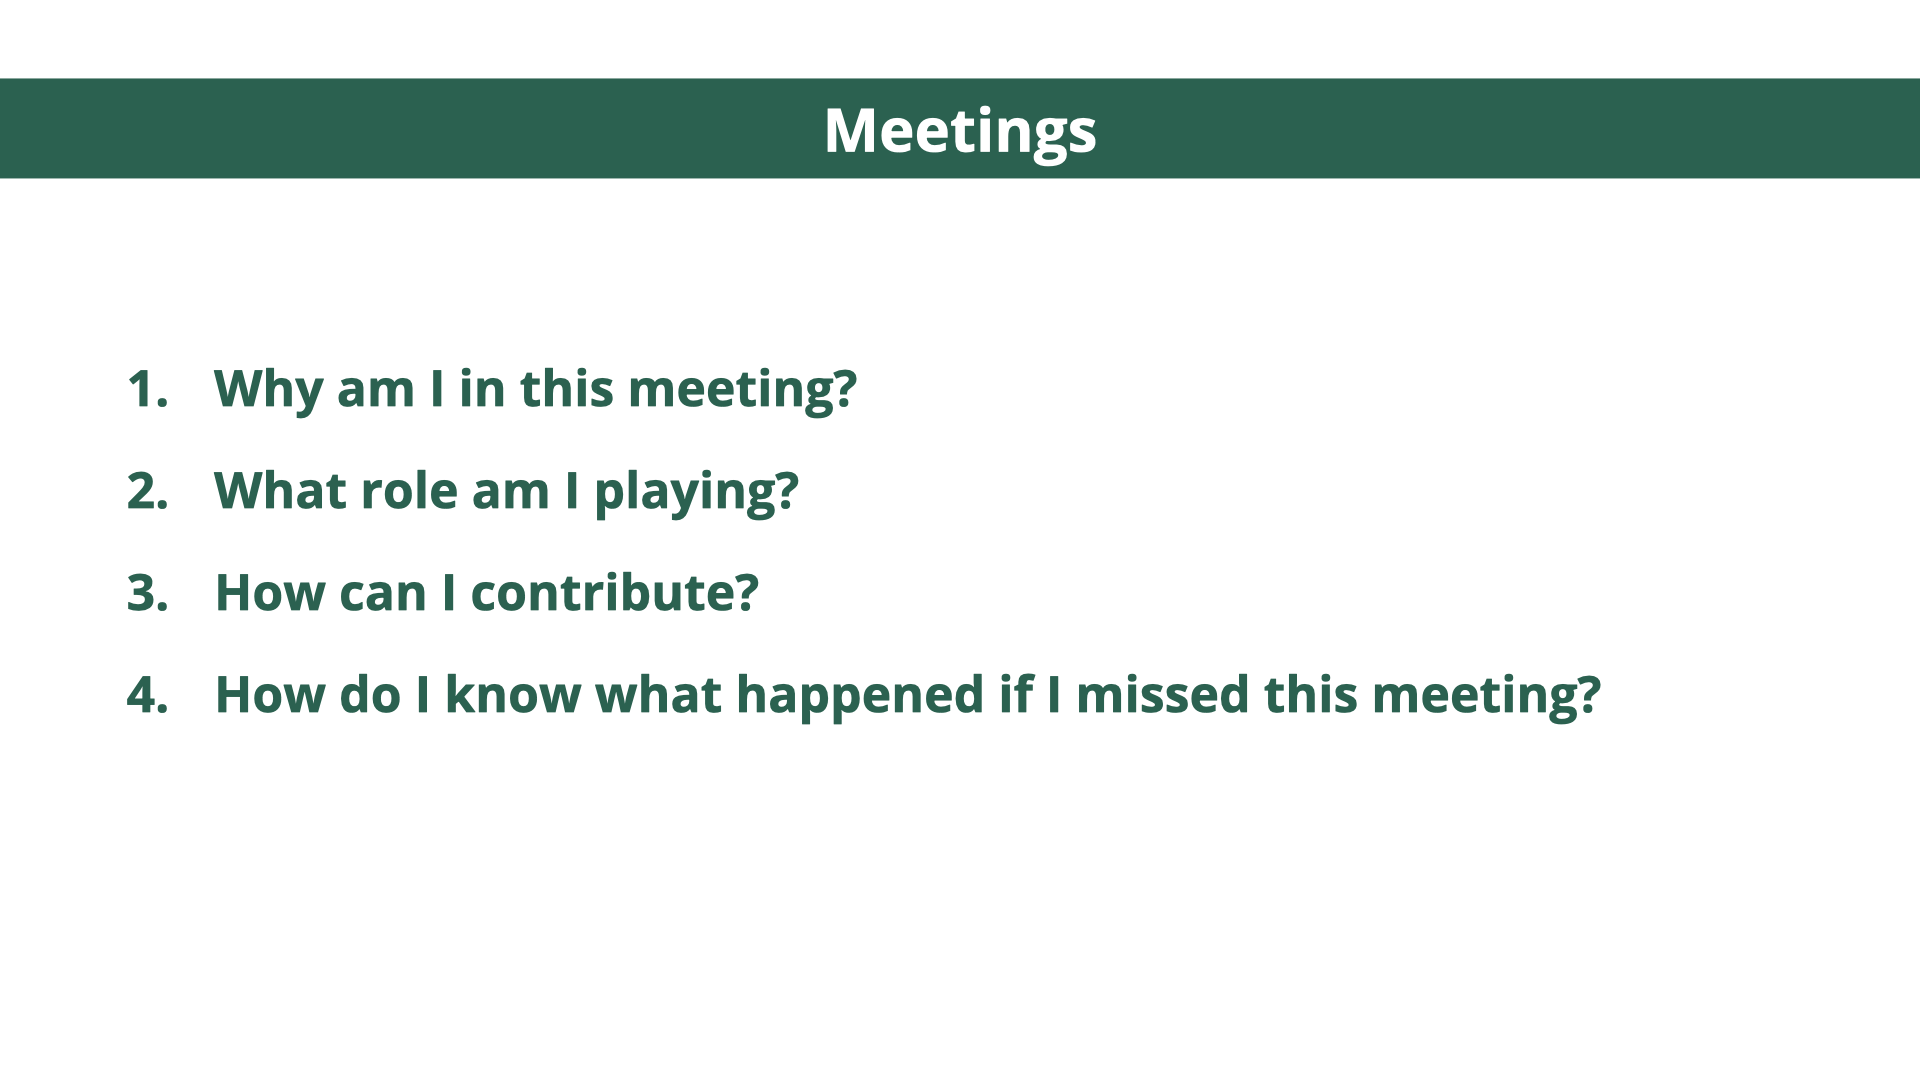 Meetings
1. Why am I in this meeting?
2. What role am I playing?
3. How can I contribute?
4. How do I know what happened if I missed this meeting?